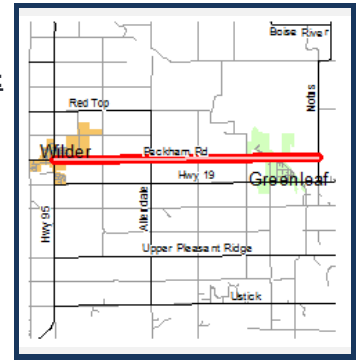 Boise River
Notus
Red Top
Wilder
Peckham Rd
Hwy 19
Greenleaf
Allendale
Hwy 95
Upper Pleasant Ridge
Ustick